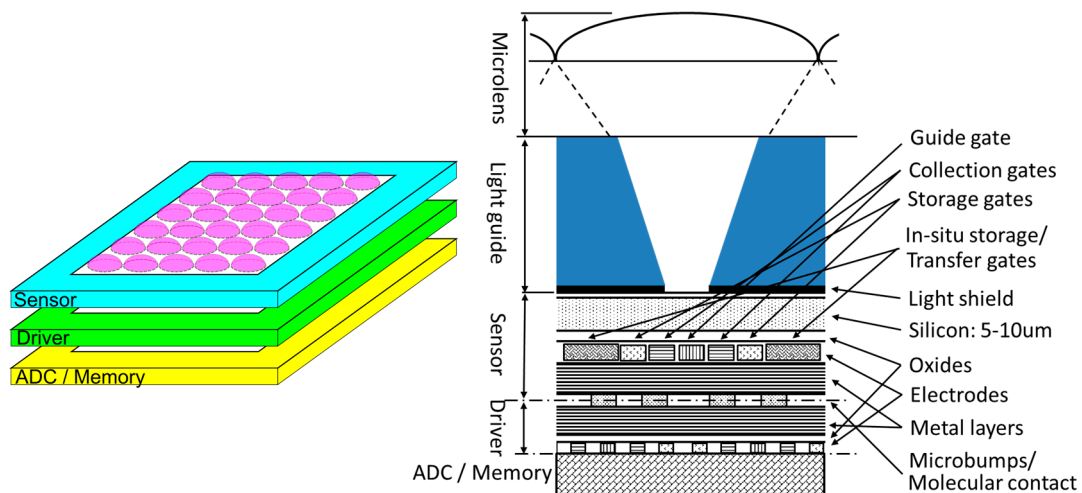 Sensor
Driver
ADC / Memory
Microlens
Light guide
Sensor
Driver
ADC / Memory
Guide gate
Collection gates
Storage gates
In-situ storage/
Transfer gates
Light shield
Silicon: 5-10um
Oxides
Electrodes
Metal layers
Microbumps/
Molecular contact